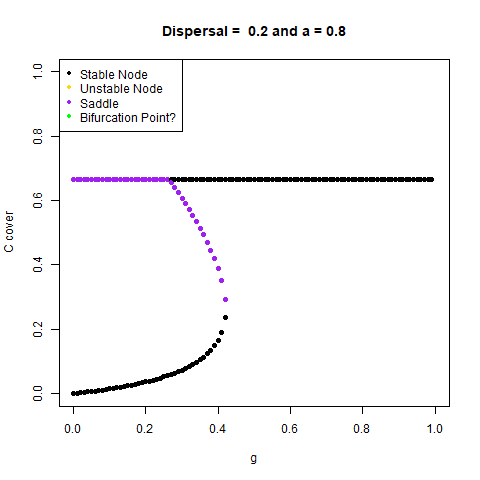 Dispersal =  0.2 and a = 0.8
Stable Node
Unstable Node
Saddle
Bifurcation Point?
C cover
1.0
0.8
0.6
0.4
0.2
0.0
0.0 0.2 0.4 0.6 0.8 1.0
g